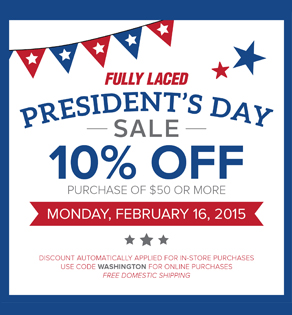 FULLY LACED
PRESIDENT'S DAY
SALE
10% OFF
PURCHASE OF $50 OR MORE
MONDAY, FEBRUARY 16, 2015
DISCOUNT AUTOMATICALLY APPLIED FOR IN-STORE PURCHASES
USE CODE WASHINGTON FOR ONLINE PURCHASES
FREE DOMESTIC SHIPPING.